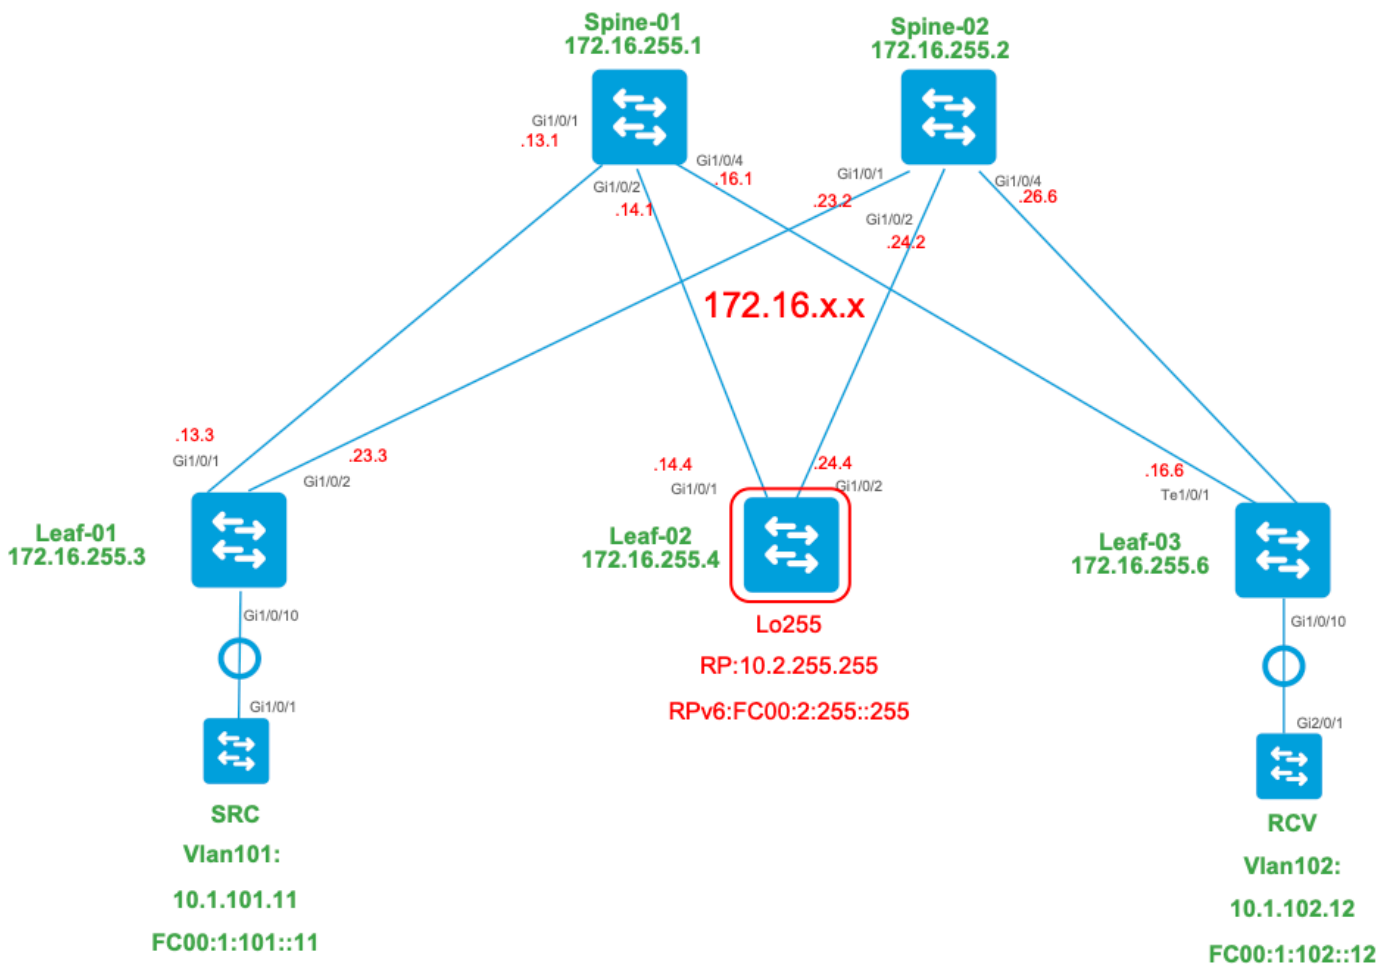 Spine-01
172.16.255.1
Spine-02
172.16.255.2
Gi1/0/1
.13.1
Gi1/0/4
.16.1
Gi1/0/2
.14.1
Gi1/0/1
.23.2
Gi1/0/4
.26.6
Gi1/0/2
.24.2
172.16.x.x
.13.3
Gi1/0/1
.23.3
Gi1/0/2
.14.4
Gi1/0/1
.24.4
Gi1/0/2
.16.6
Te1/0/1
Leaf-01
172.16.255.3
Leaf-02
172.16.255.4
Leaf-03
172.16.255.6
Gi1/0/10
Lo255
Gi1/0/10
RP:10.2.255.255
RPv6:FC00:2:255::255
Gi1/0/1
Gi2/0/1
SRC
Vlan101:
10.1.101.11
FC00:1:101::11
RCV
Vlan102:
10.1.102.12
FC00:1:102::12